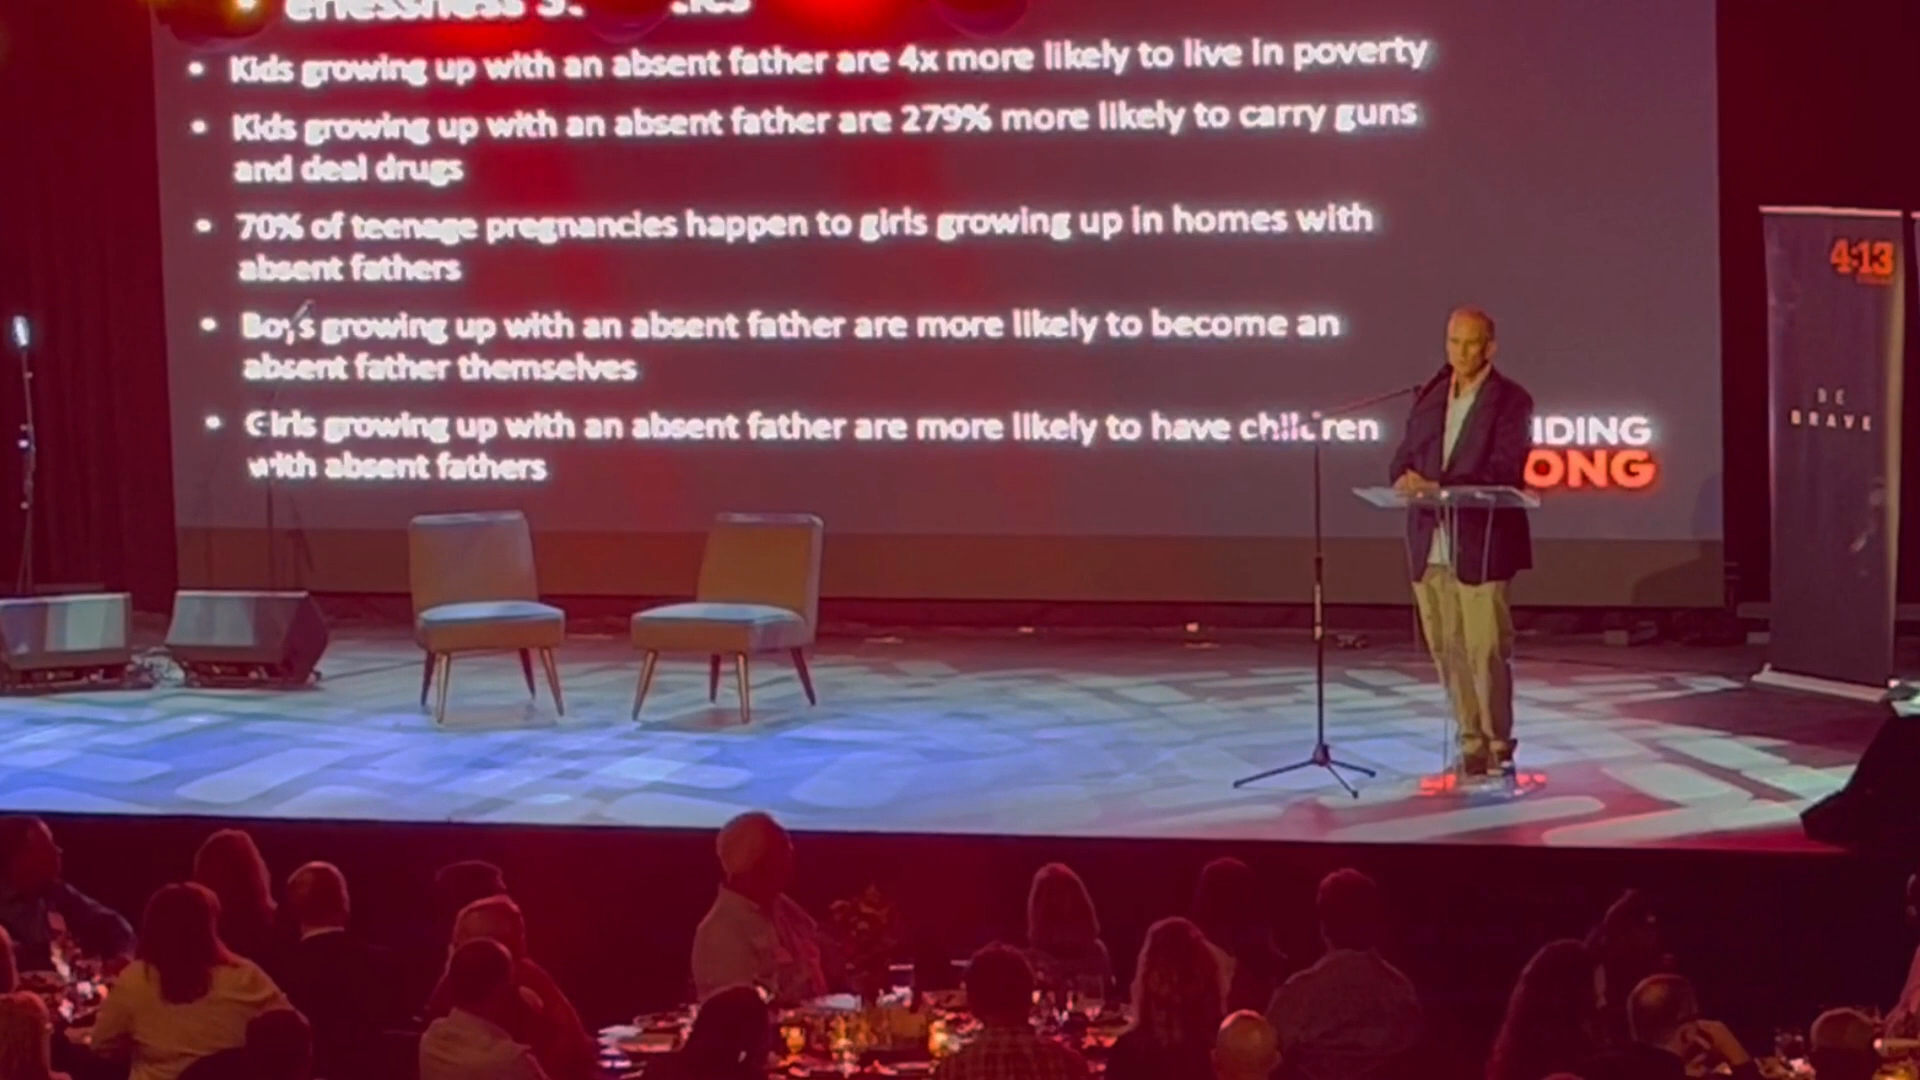 • Kids growing up with an absent father are 4x more likely to live in poverty
• Kids growing up with an absent father are 279% more likely to carry guns
and deal drugs
• 70% of teenage pregnancies happen to girls growing up in homes with
absent fathers
• Boys growing up with an absent father are more likely to become an
absent father themselves
• Girls growing up with an absent father are more likely to have children
with absent fathers
IDING
ONG
4:13
BE
BRAVE